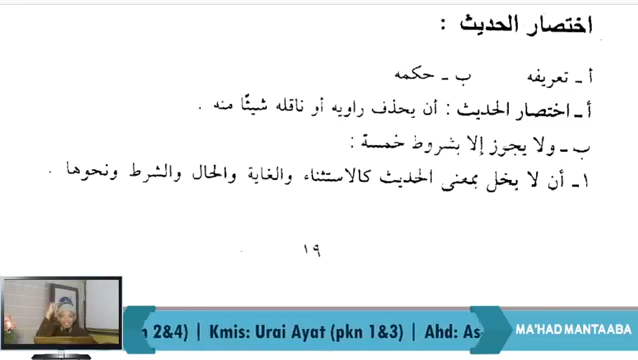 اختصار الحديث :
أ ـ تعريفه ب ـ حكمه
أ ـ اختصار الحديث : أن يحذف راويه أو ناقله شيئًا منه .
ب ـ ولا يجوز إلا بشروط خمسة :
١ ـ أن لا يخل بمعنى الحديث كالاستثناء والغاية والحال والشرط ونحوها .
١٩
n 2&4) | Kmis: Urai Ayat (pkn 1&3) | Ahd: As
MA'HAD MANTAABA